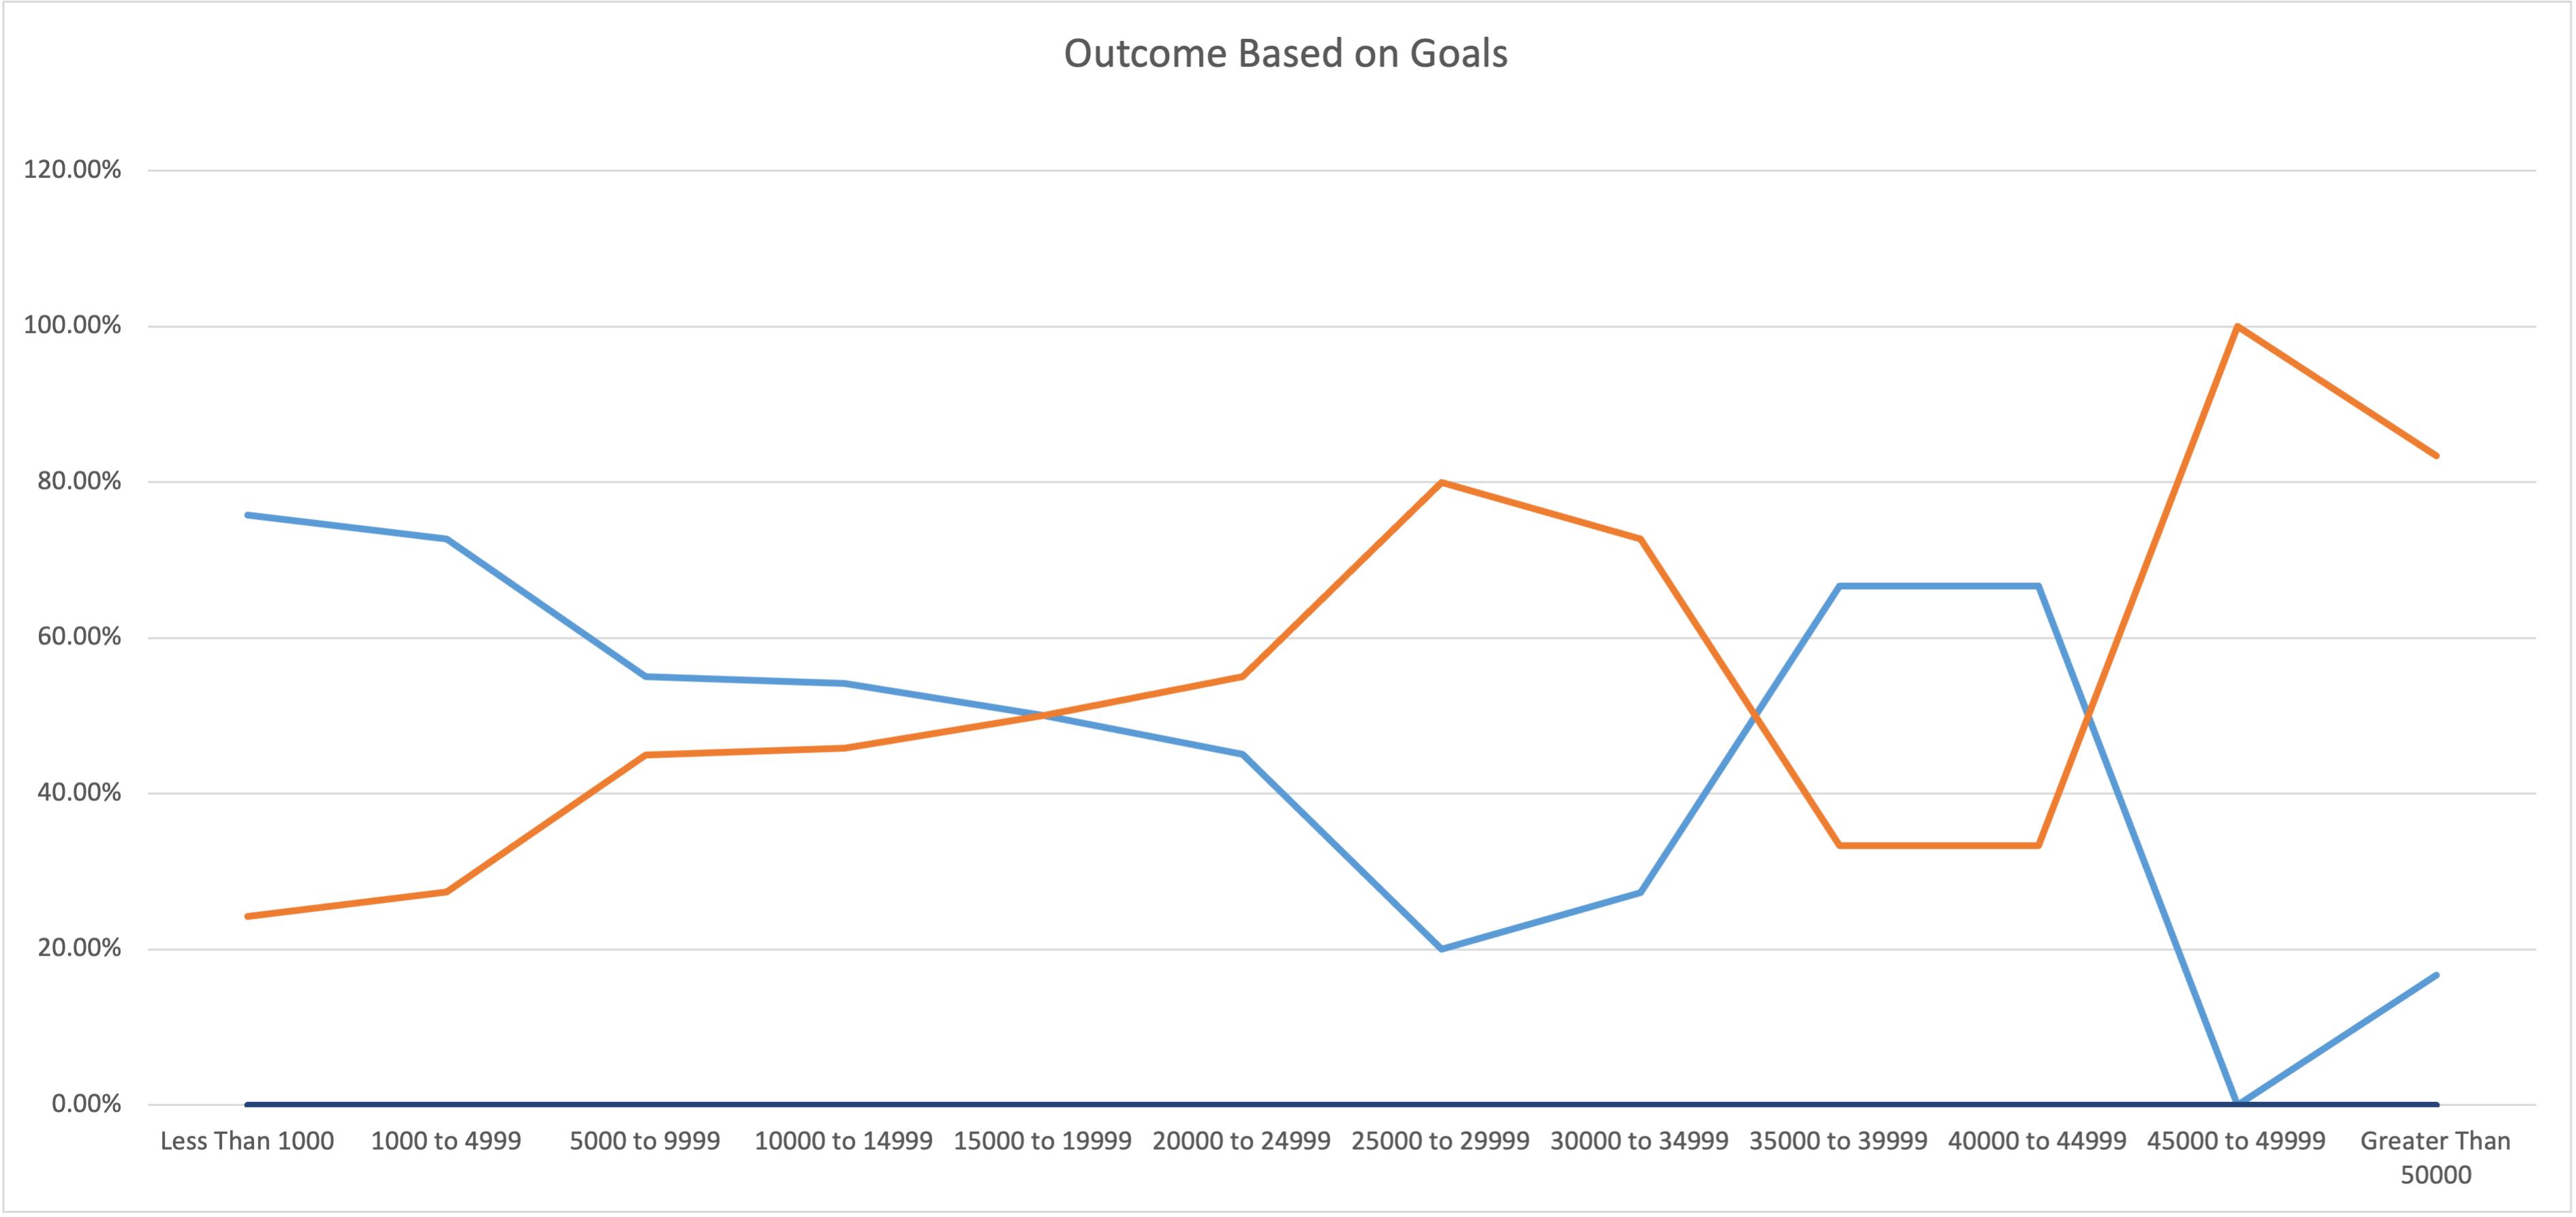 Outcome Based on Goals
120.00%
100.00%
80.00%
60.00%
40.00%
20.00%
0.00%
Less Than 1000
1000 to 4999
5000 to 9999
10000 to 14999
15000 to 19999
20000 to 24999
25000 to 29999
30000 to 34999
35000 to 39999
40000 to 44999
45000 to 49999
Greater Than
50000